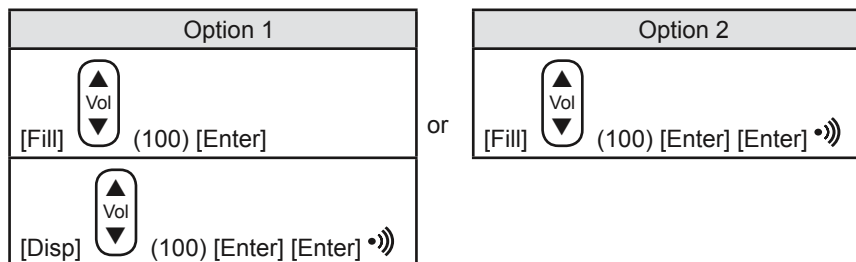 Option 1
[Fill] Vol (100) [Enter]
[Disp] Vol (100) [Enter] [Enter]
or
Option 2
[Fill] Vol (100) [Enter] [Enter]